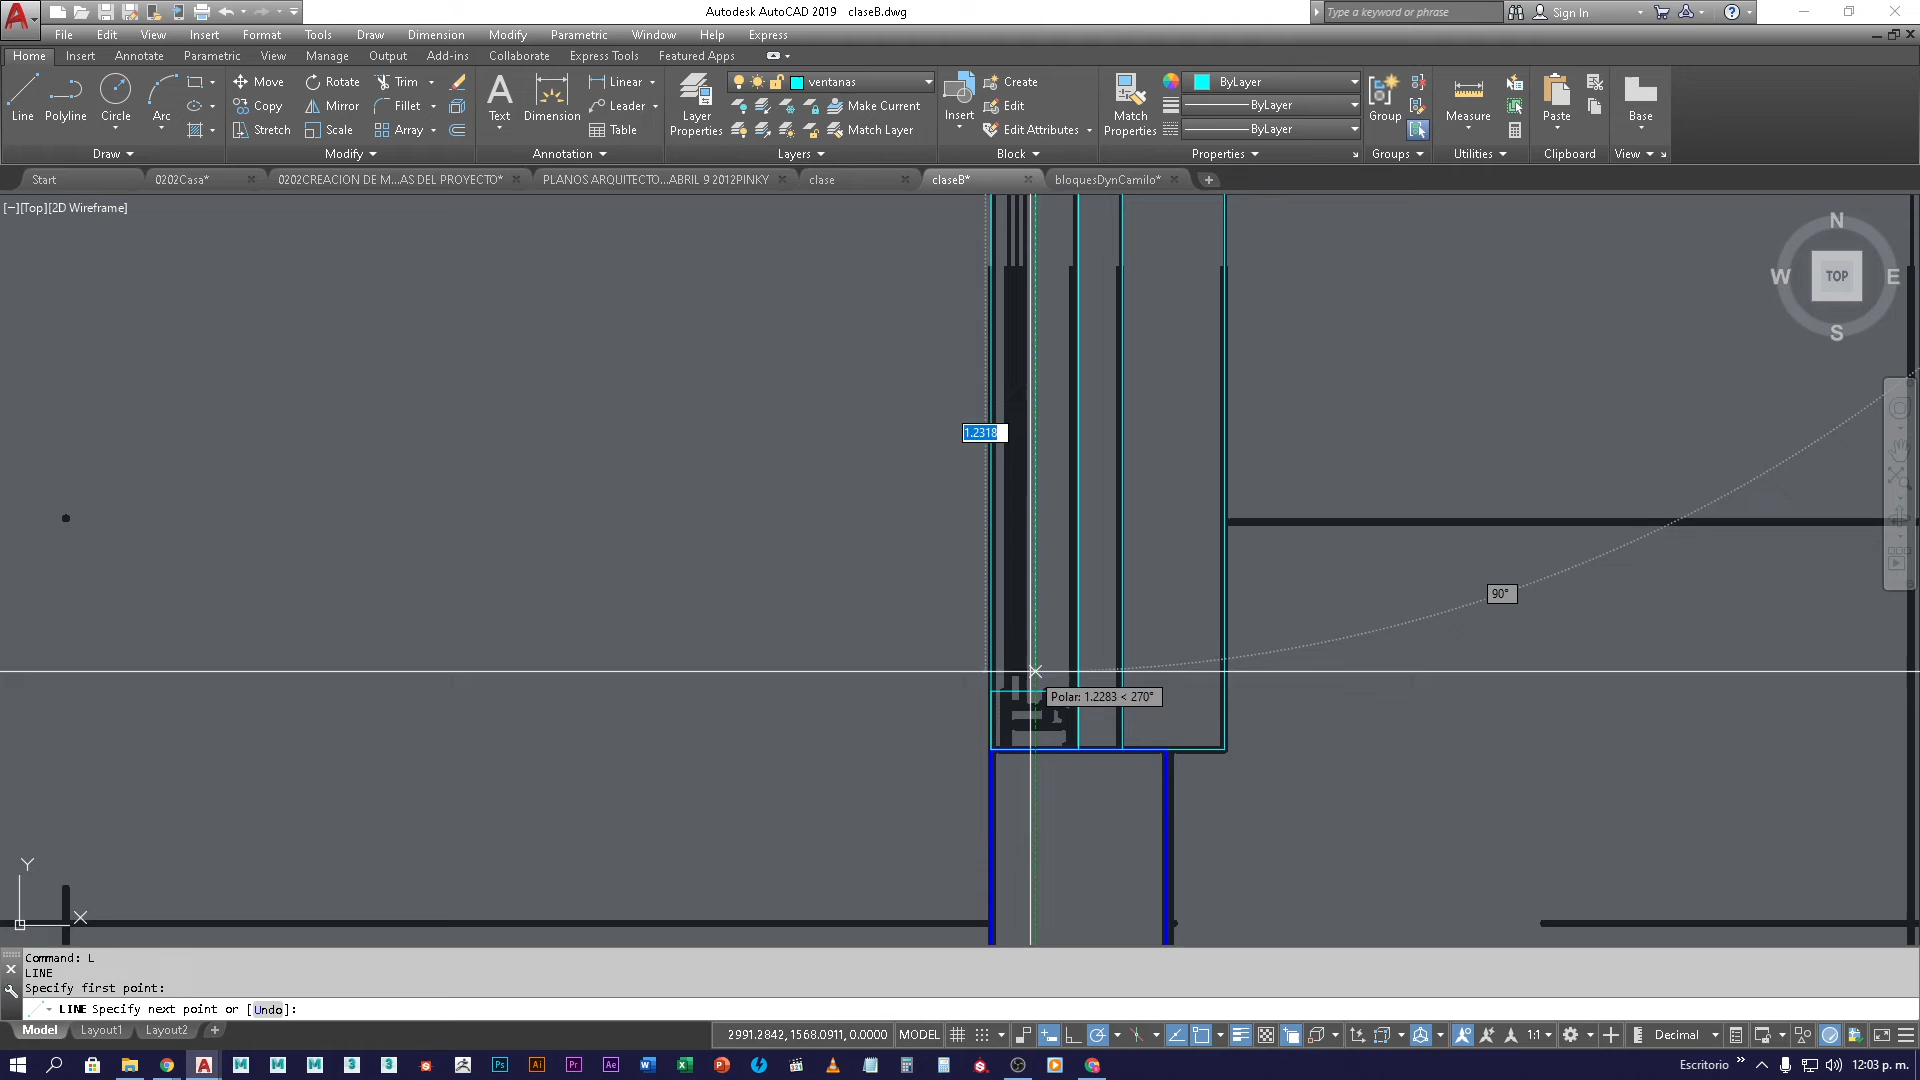 Autodesk AutoCAD 2019 claseB.dwg
Type a keyword or phrase
Sign In
File Edit View Insert Format Tools Draw Dimension Modify Parametric Window Help Express
Home Insert Annotate Parametric View Manage Output Add-ins Collaborate Express Tools Featured Apps
Line Polyline Circle Arc
Move Rotate Trim
Copy Mirror Fillet
Stretch Scale Array
Text Dimension
Linear
Leader
Table
Layer Properties
ventanas
Make Current
Match Layer
Insert
Create
Edit
Edit Attributes
Match Properties
ByLayer
ByLayer
ByLayer
Group
Measure
Paste
Base
Draw Modify Annotation Layers Block Properties Groups Utilities Clipboard View
Start 0202Casa* 0202CREACION DE M...AS DEL PROYECTO* PLANOS ARQUITECTO...ABRIL 9 2012PINKY clase claseB* bloquesDynCamilo*
[−][Top][2D Wireframe]
N
W TOP E
S
1.2318
90°
Polar: 1.2283 < 270°
Y
X
Command: L
LINE
Specify first point:
LINE Specify next point or [Undo]:
Model Layout1 Layout2
2991.2842, 1568.0911, 0.0000 MODEL 1:1 Decimal
Escritorio 12:03 p. m.